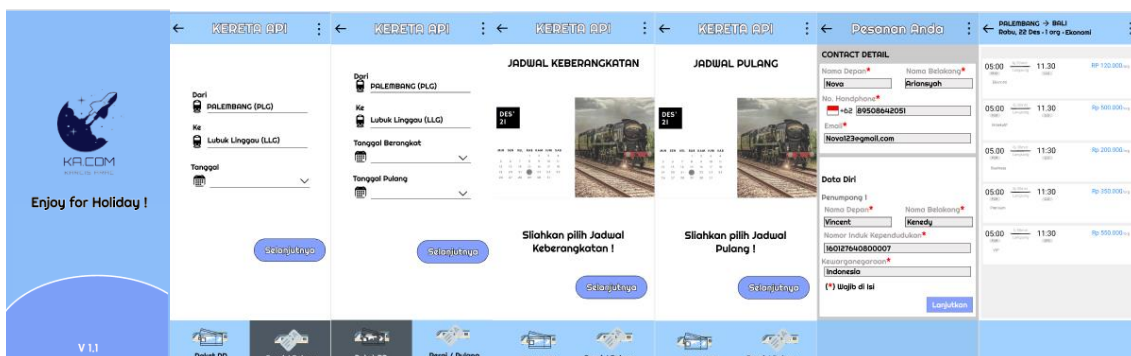 KA.COM
Enjoy for Holiday !
V 1.1
KERETA API
Dari
PALEMBANG (PLG)
Ke
Lubuk Linggau (LLG)
Tanggal
Selanjutnya
KERETA API
Dari
PALEMBANG (PLG)
Ke
Lubuk Linggau (LLG)
Tanggal Berangkat
Tanggal Pulang
Selanjutnya
KERETA API
JADWAL KEBERANGKATAN
DES'
21
Sliahkan pilih Jadwal
Keberangkatan !
Selanjutnya
KERETA API
JADWAL PULANG
DES'
21
Sliahkan pilih Jadwal
Pulang !
Selanjutnya
Pesanan Anda
CONTACT DETAIL
Nama Depan* Nama Belakang*
Nova Ariansyah
No. Handphone*
+62 89508642051
Email*
Nova123@gmail.com
Data Diri
Penumpang 1
Nama Depan* Nama Belakang*
Vincent Kenedy
Nomor Induk Kependudukan*
160127640800007
Kewarganegaraan*
Indonesia
(*) Wajib di Isi
Lanjutkan
PALEMBANG → BALI
Rabu, 22 Des - 1 org - Ekonomi
05:00 11.30 RP 120.000
05:00 11.30 Rp 500.000
05.00 11:30 Rp 200.000
05:00 11:30 Rp 350.000
05:00 11:30 Rp 550.000